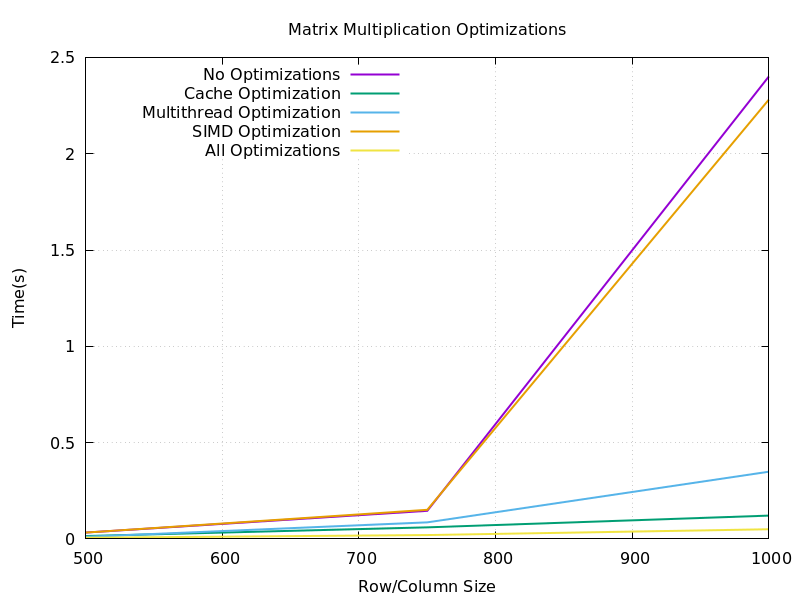 Matrix Multiplication Optimizations
2.5
2
1.5
1
0.5
0
Time(s)
No Optimizations
Cache Optimization
Multithread Optimization
SIMD Optimization
All Optimizations
500 600 700 800 900 1000
Row/Column Size